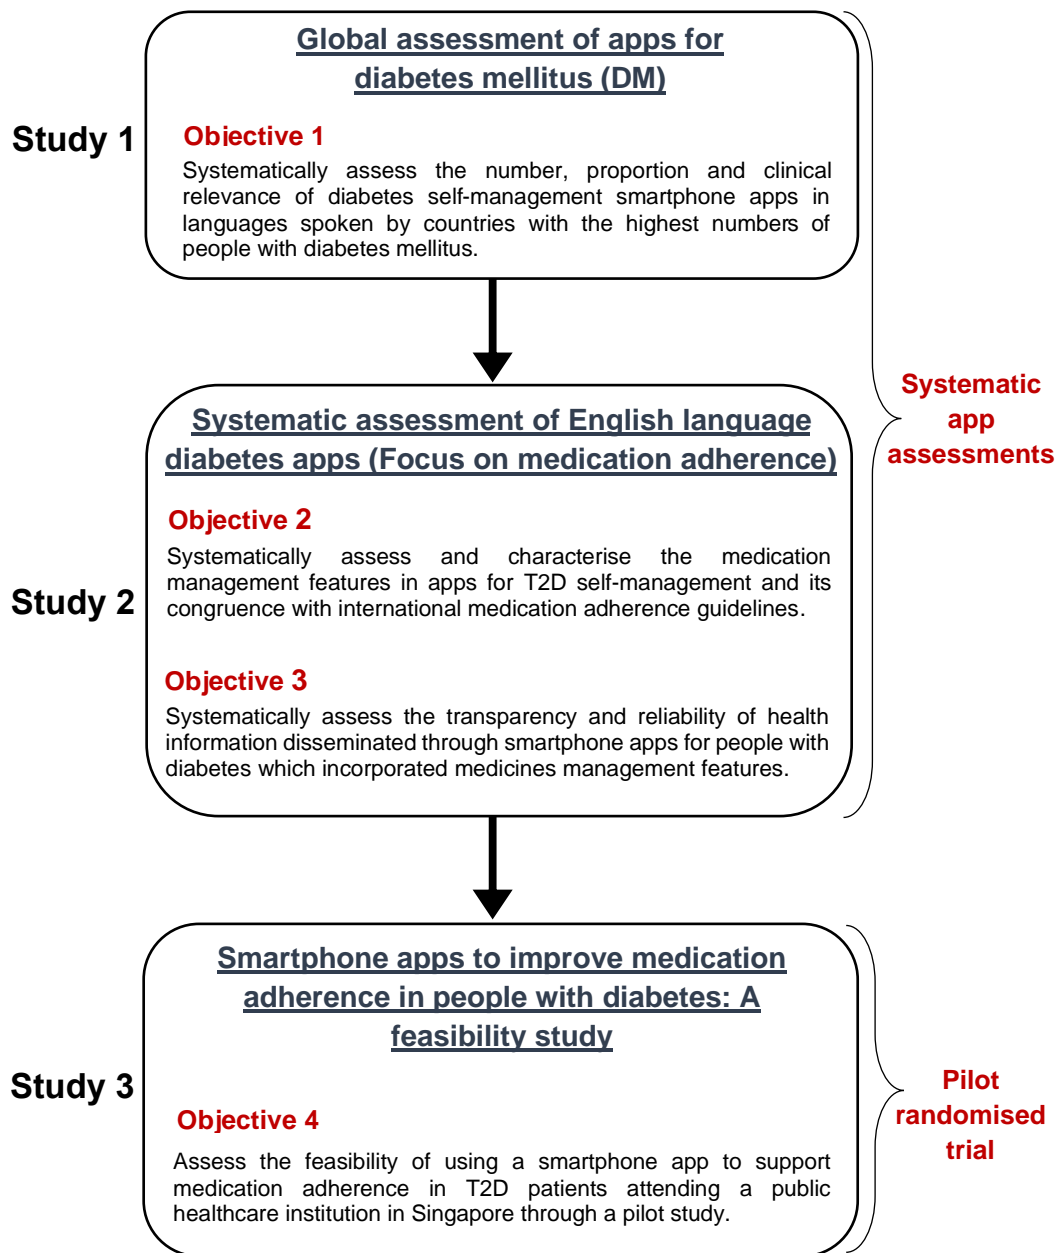 Global assessment of apps for
diabetes mellitus (DM)
Study 1
Objective 1
Systematically assess the number, proportion and clinical
relevance of diabetes self-management smartphone apps in
languages spoken by countries with the highest numbers of
people with diabetes mellitus.
Systematic
app
assessments
Systematic assessment of English language
diabetes apps (Focus on medication adherence)
Objective 2
Systematically assess and characterise the medication
management features in apps for T2D self-management and its
congruence with international medication adherence guidelines.
Study 2
Objective 3
Systematically assess the transparency and reliability of health
information disseminated through smartphone apps for people with
diabetes which incorporated medicines management features.
Smartphone apps to improve medication
adherence in people with diabetes: A
feasibility study
Study 3
Pilot
randomised
trial
Objective 4
Assess the feasibility of using a smartphone app to support
medication adherence in T2D patients attending a public
healthcare institution in Singapore through a pilot study.